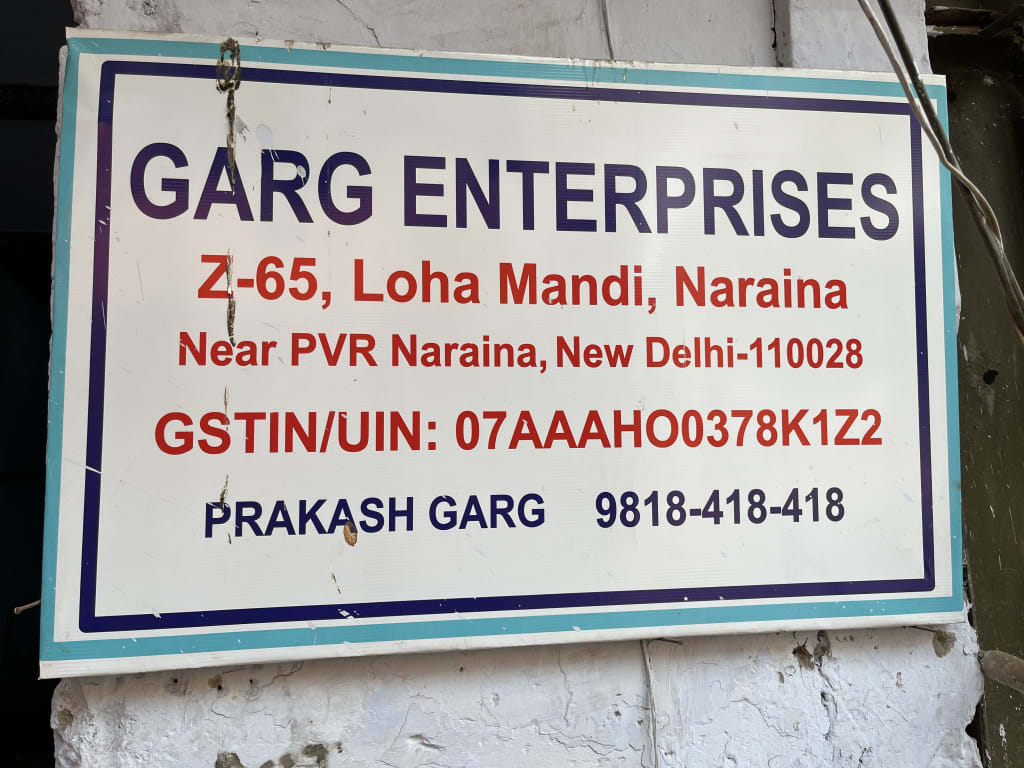 GARG ENTERPRISES
Z-65, Loha Mandi, Naraina
Near PVR Naraina, New Delhi-110028
GSTIN/UIN: 07AAAHO0378K1Z2
PRAKASH GARG 9818-418-418